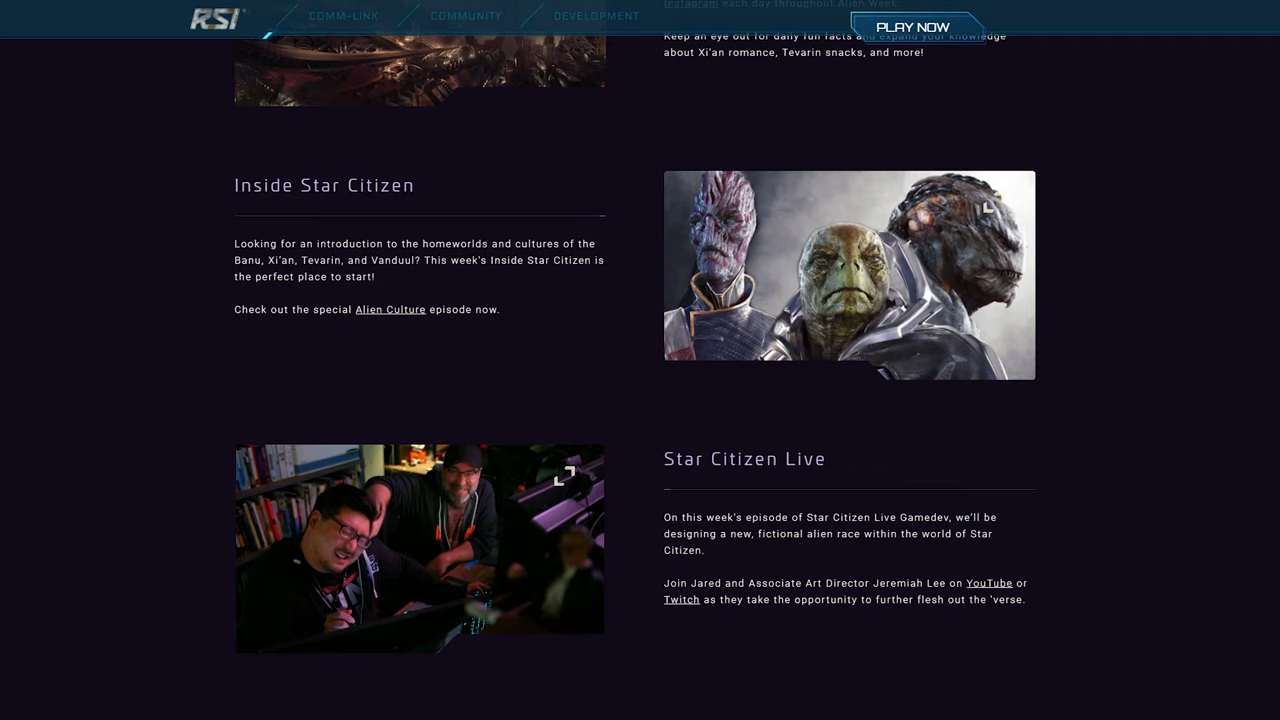 RSI
COMM-LINK
COMMUNITY
DEVELOPMENT
PLAY NOW
Instagram each day throughout Alien Week.
Keep an eye out for daily fun facts and expand your knowledge
about Xi'an romance, Tevarin snacks, and more!
Inside Star Citizen
Looking for an introduction to the homeworlds and cultures of the
Banu, Xi'an, Tevarin, and Vanduul? This week's Inside Star Citizen is
the perfect place to start!
Check out the special Alien Culture episode now.
Star Citizen Live
On this week's episode of Star Citizen Live Gamedev, we'll be
designing a new, fictional alien race within the world of Star
Citizen.
Join Jared and Associate Art Director Jeremiah Lee on YouTube or
Twitch as they take the opportunity to further flesh out the 'verse.